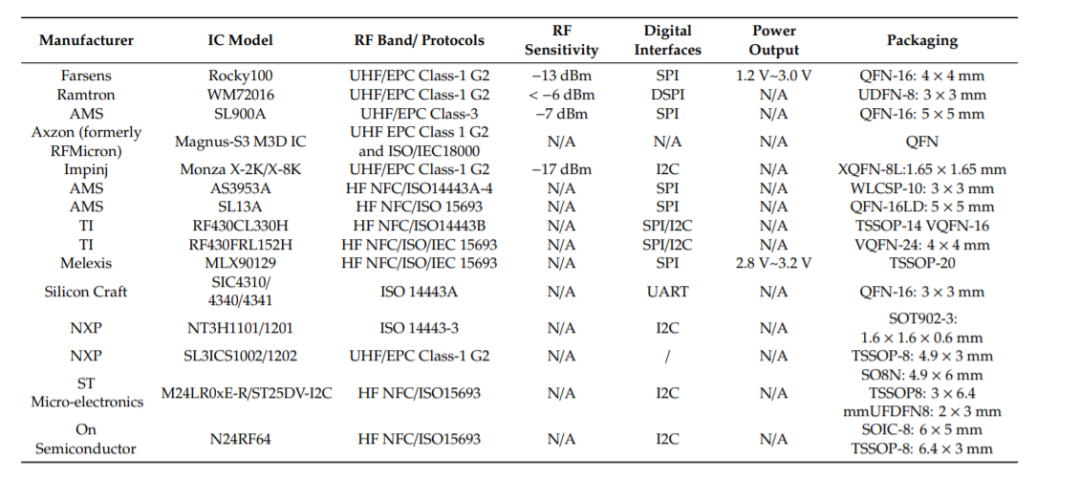 Manufacturer IC Model RF Band/ Protocols RF Sensitivity Digital Interfaces Power Output Packaging
Farsens Rocky100 UHF/EPC Class-1 G2 −13 dBm SPI 1.2 V~3.0 V QFN-16: 4 × 4 mm
Ramtron WM72016 UHF/EPC Class-1 G2 < −6 dBm DSPI N/A UDFN-8: 3 × 3 mm
AMS SL900A UHF/EPC Class-3 −7 dBm SPI N/A QFN-16: 5 × 5 mm
Axzon (formerly RFMicron) Magnus-S3 M3D IC UHF EPC Class 1 G2 and ISO/IEC18000 N/A N/A N/A QFN
Impinj Monza X-2K/X-8K UHF/EPC Class-1 G2 −17 dBm I2C N/A XQFN-8L:1.65 × 1.65 mm
AMS AS3953A HF NFC/ISO14443A-4 N/A SPI N/A WLCSP-10: 3 × 3 mm
AMS SL13A HF NFC/ISO 15693 N/A SPI N/A QFN-16LD: 5 × 5 mm
TI RF430CL330H HF NFC/ISO14443B N/A SPI/I2C N/A TSSOP-14 VQFN-16
TI RF430FRL152H HF NFC/ISO/IEC 15693 N/A SPI/I2C N/A VQFN-24: 4 × 4 mm
Melexis MLX90129 HF NFC/ISO/IEC 15693 N/A SPI 2.8 V~3.2 V TSSOP-20
Silicon Craft SIC4310/ 4340/4341 ISO 14443A N/A UART N/A QFN-16: 3 × 3 mm
NXP NT3H1101/1201 ISO 14443-3 N/A I2C N/A SOT902-3: 1.6 × 1.6 × 0.6 mm
NXP SL3ICS1002/1202 UHF/EPC Class-1 G2 N/A / N/A TSSOP-8: 4.9 × 3 mm
ST Micro-electronics M24LR0xE-R/ST25DV-I2C HF NFC/ISO15693 N/A I2C N/A SO8N: 4.9 × 6 mm TSSOP8: 3 × 6.4 mmUFDFN8: 2 × 3 mm
On Semiconductor N24RF64 HF NFC/ISO15693 N/A I2C N/A SOIC-8: 6 × 5 mm TSSOP-8: 6.4 × 3 mm